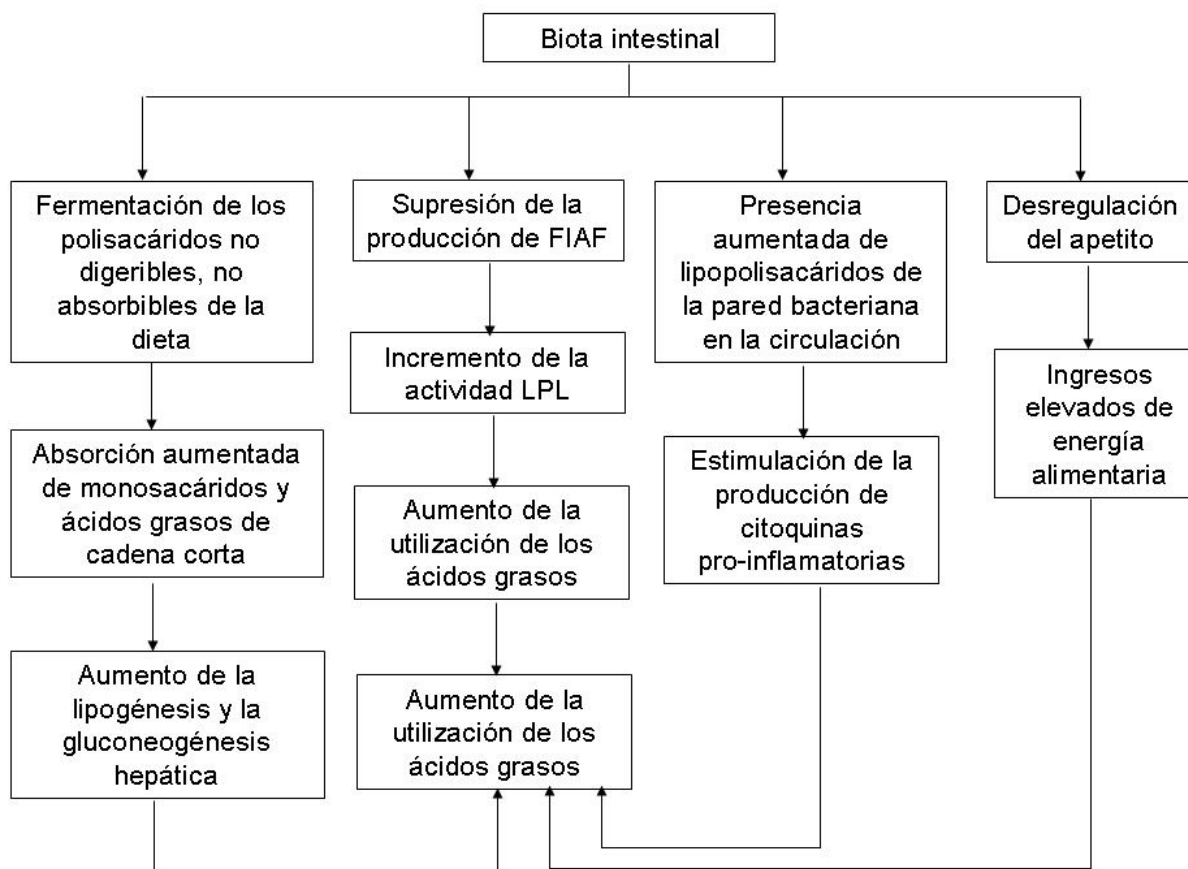 Biota intestinal
Fermentación de los
polisacáridos no
digeribles, no
absorbibles de la
dieta
Absorción aumentada
de monosacáridos y
ácidos grasos de
cadena corta
Aumento de la
lipogénesis y la
gluconeogénesis
hepática
Supresión de la
producción de FIAF
Incremento de la
actividad LPL
Aumento de la
utilización de los
ácidos grasos
Aumento de la
utilización de los
ácidos grasos
Presencia
aumentada de
lipopolisacáridos de
la pared bacteriana
en la circulación
Estimulación de la
producción de
citoquinas
pro-inflamatorias
Desregulación
del apetito
Ingresos
elevados de
energía
alimentaria